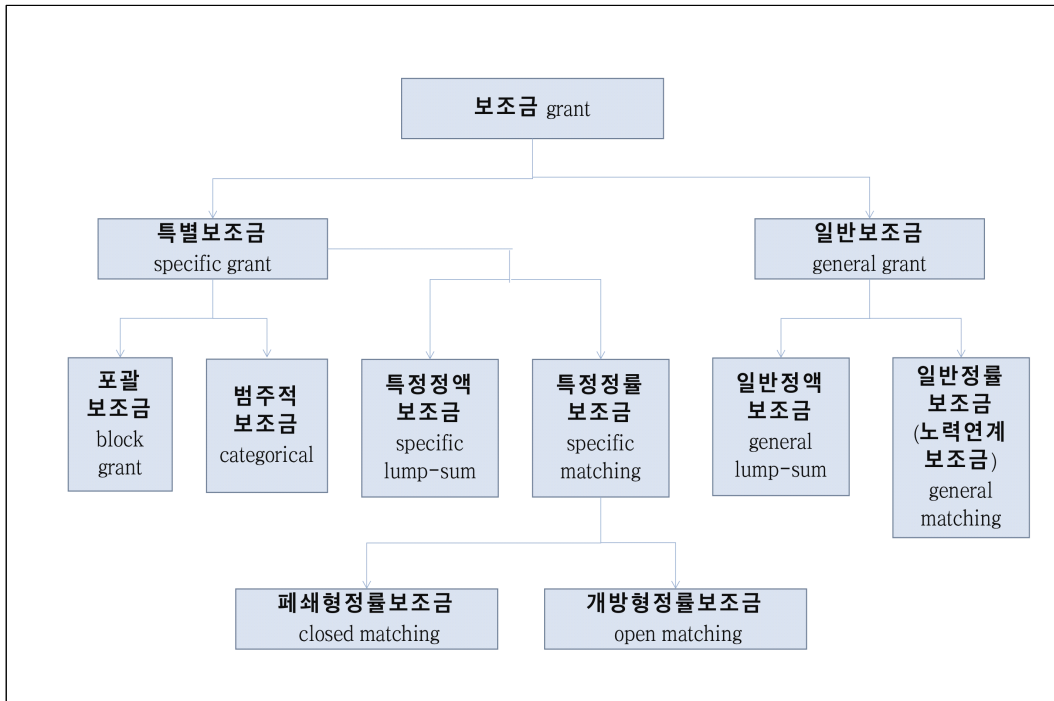 보조금 grant
특별보조금
specific grant
일반보조금
general grant
포괄
보조금
block
grant
범주적
보조금
categorical
특정정액
보조금
specific
lump-sum
특정정률
보조금
specific
matching
일반정액
보조금
general
lump-sum
일반정률
보조금
(노력연계
보조금)
general
matching
폐쇄형정률보조금
closed matching
개방형정률보조금
open matching